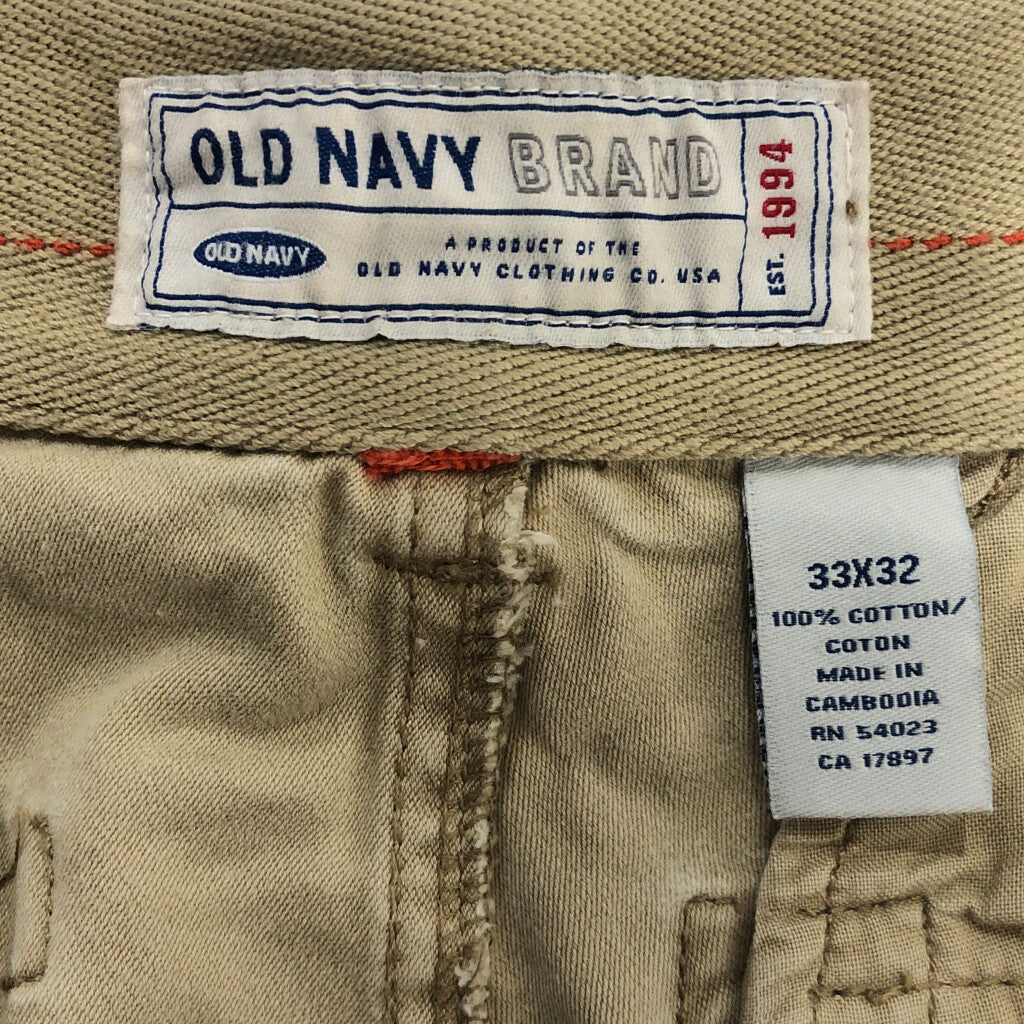 OLD NAVY BRAND
OLD NAVY
A PRODUCT OF THE
OLD NAVY CLOTHING CO. USA
EST. 1994
33X32
100% COTTON/
COTON
MADE IN
CAMBODIA
RN 54023
CA 17897